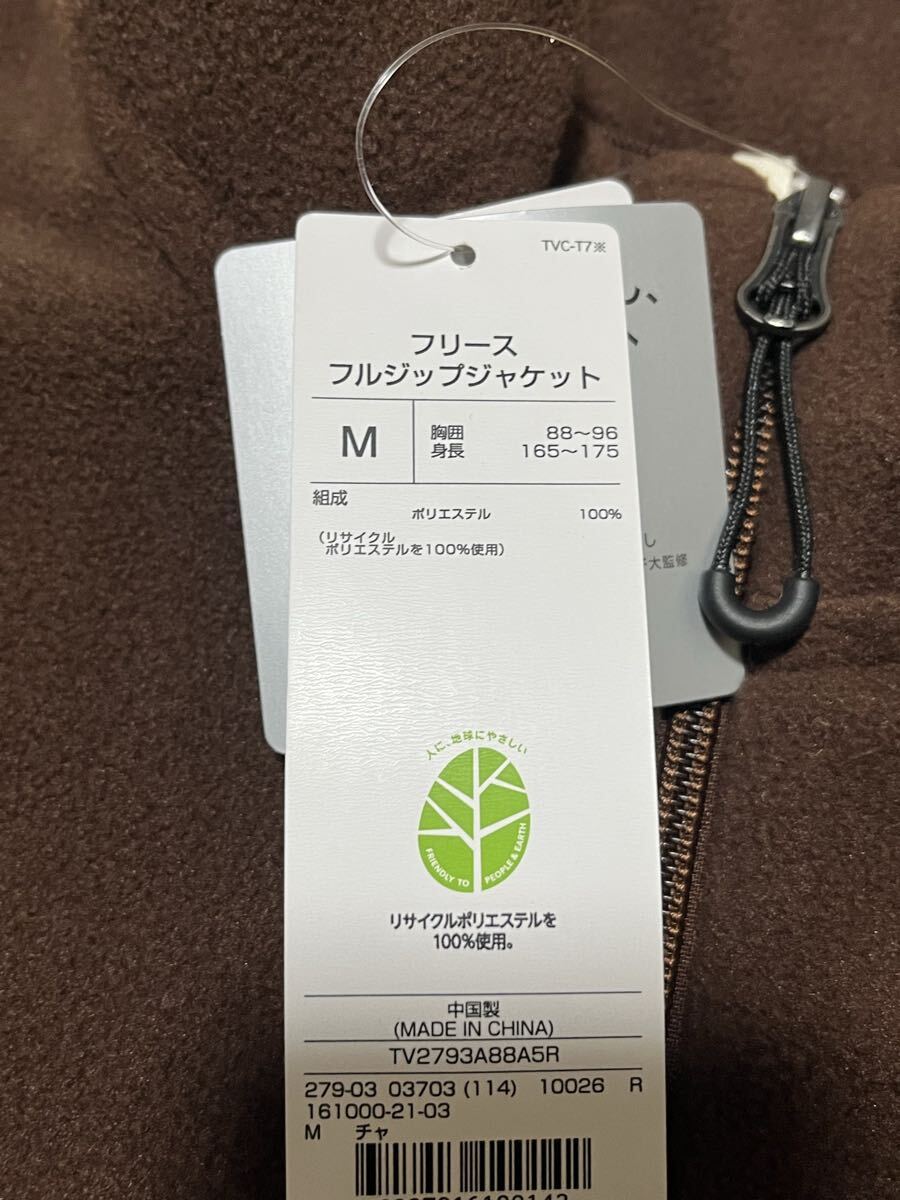 TVC-T7※
フリース
フルジップジャケット
M
胸囲 88～96
身長 165～175
組成
ポリエステル 100%
（リサイクル
ポリエステルを100%使用）
し
大監修
人に、地球にやさしい
FRIENDLY TO PEOPLE & EARTH
リサイクルポリエステルを
100%使用。
中国製
(MADE IN CHINA)
TV2793A88A5R
279-03 03703 (114) 10026 R
161000-21-03
M チャ